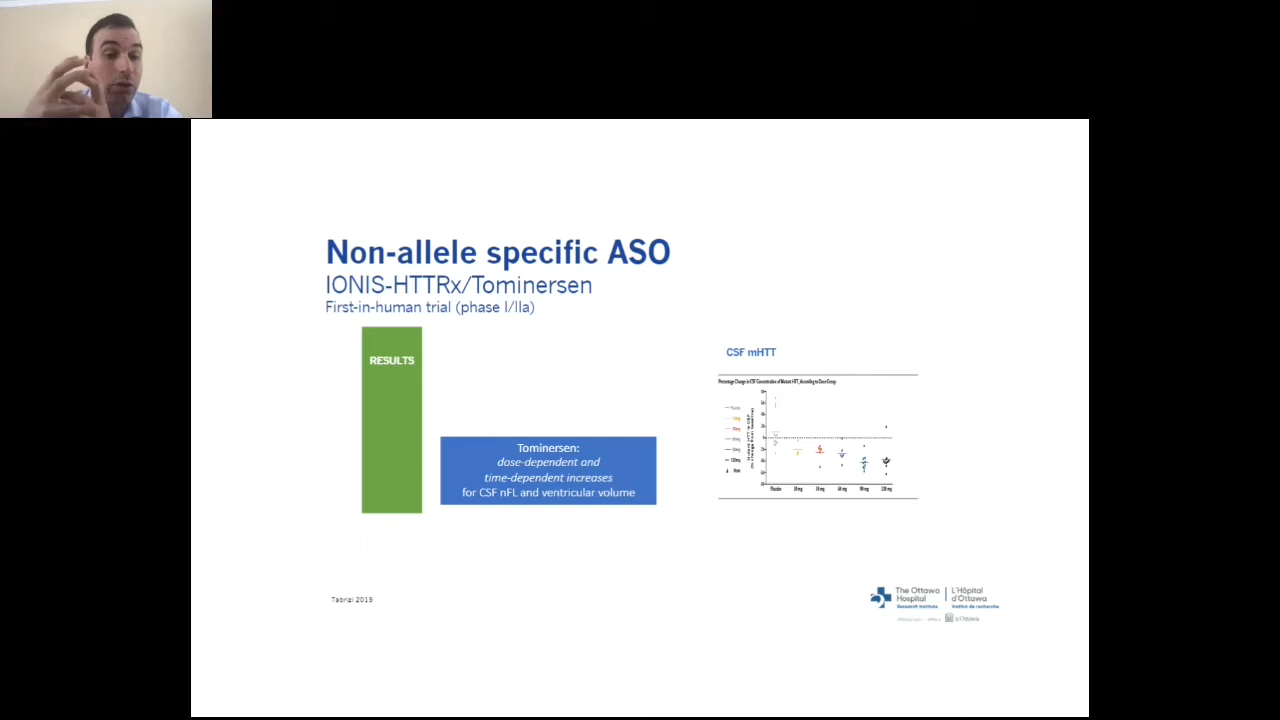 Non-allele specific ASO
IONIS-HTTRx/Tominersen
First-in-human trial (phase I/IIa)
RESULTS
Tominersen:
dose-dependent and
time-dependent increases
for CSF nFL and ventricular volume
CSF mHTT
Percentage Change in CSF Concentration of Mutant HTT, According to Dose Group
Placebo
10 mg
30 mg
60 mg
90 mg
120 mg
Tabrizi 2019
The Ottawa
Hospital
Research Institute
L'Hôpital
d'Ottawa
Institut de recherche
uOttawa